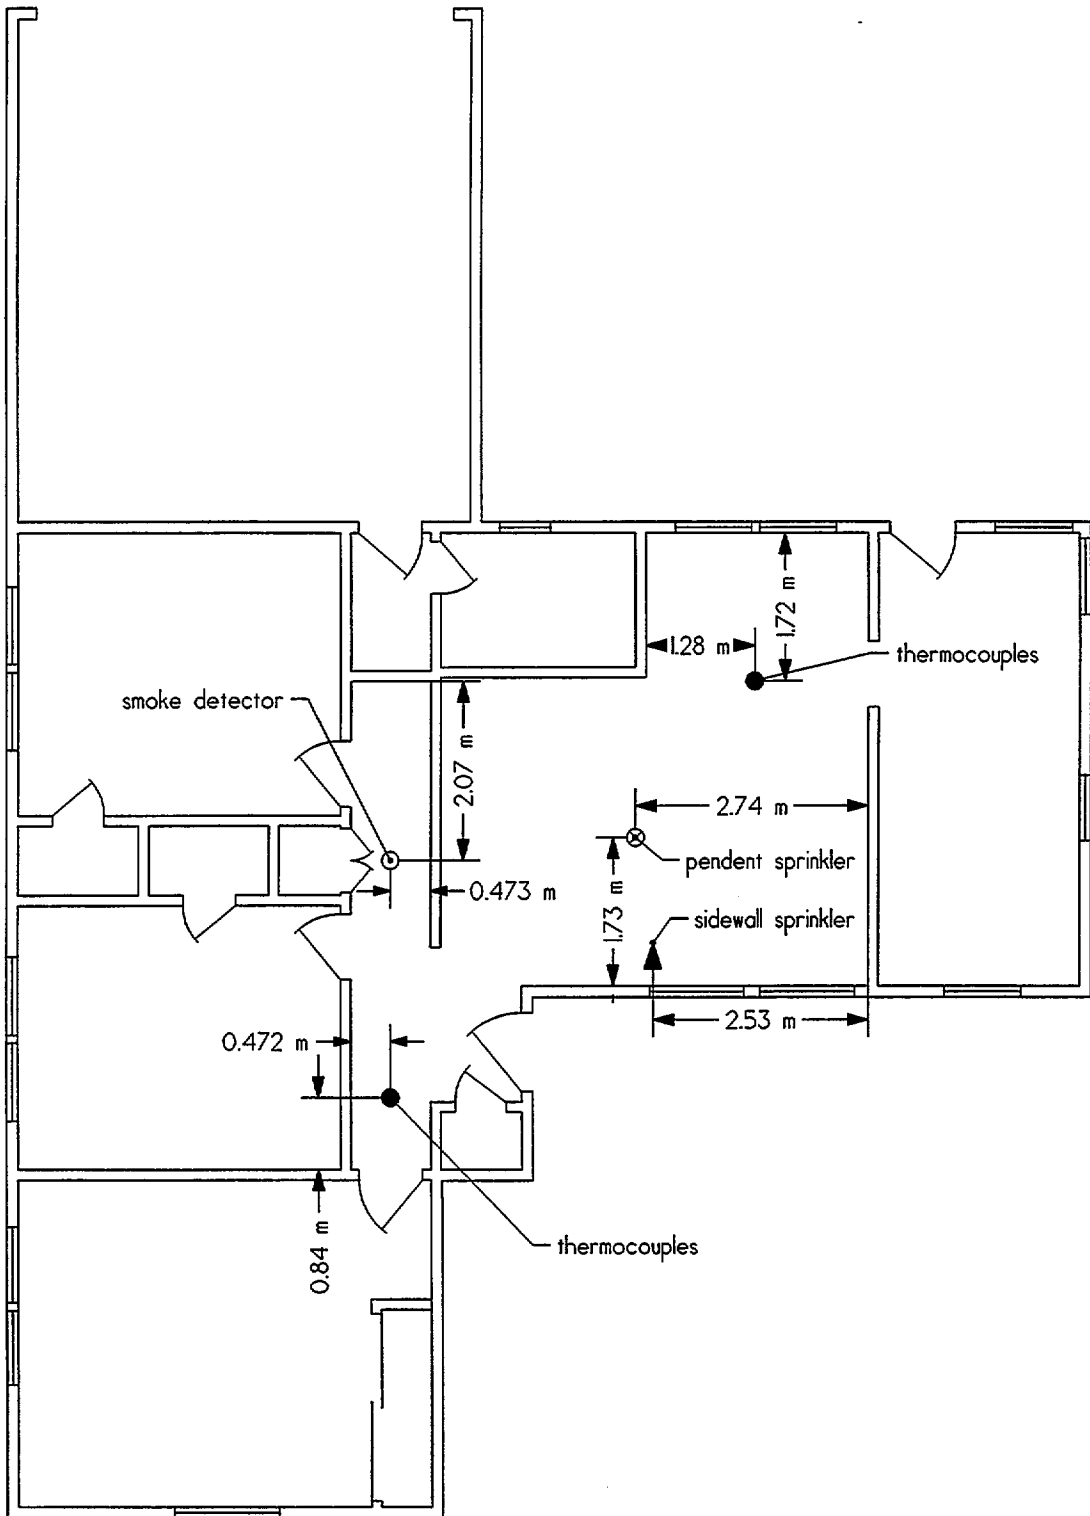 1.72 m
1.28 m
thermocouples
smoke detector
2.07 m
2.74 m
pendent sprinkler
0.473 m
1.73 m
sidewall sprinkler
2.53 m
0.472 m
0.84 m
thermocouples